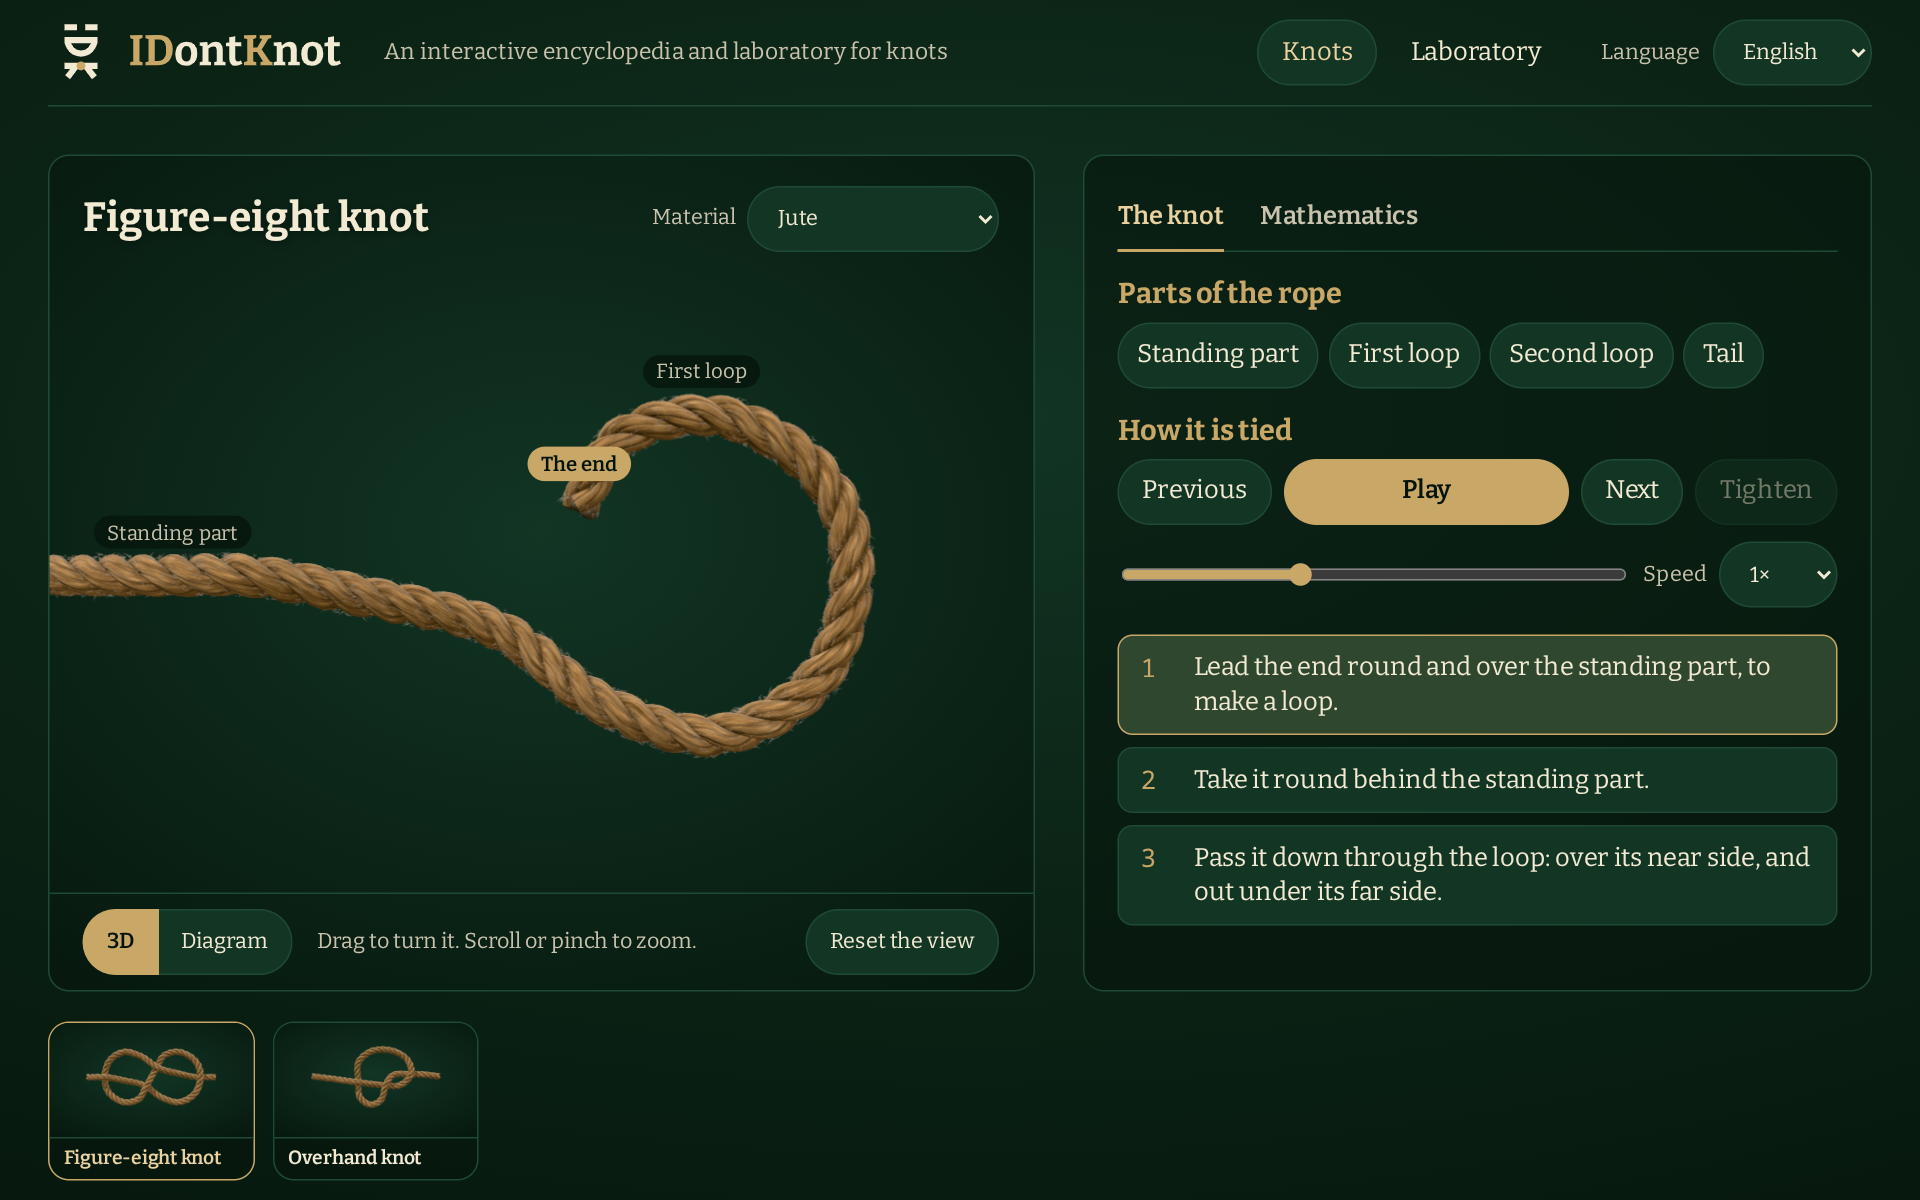 IDontKnot
An interactive encyclopedia and laboratory for knots
Knots
Laboratory
Language
English
Figure-eight knot
Material
Jute
First loop
The end
Standing part
3D
Diagram
Drag to turn it. Scroll or pinch to zoom.
Reset the view
The knot
Mathematics
Parts of the rope
Standing part
First loop
Second loop
Tail
How it is tied
Previous
Play
Next
Tighten
Speed
1×
1
Lead the end round and over the standing part, to
make a loop.
2
Take it round behind the standing part.
3
Pass it down through the loop: over its near side, and
out under its far side.
Figure-eight knot
Overhand knot